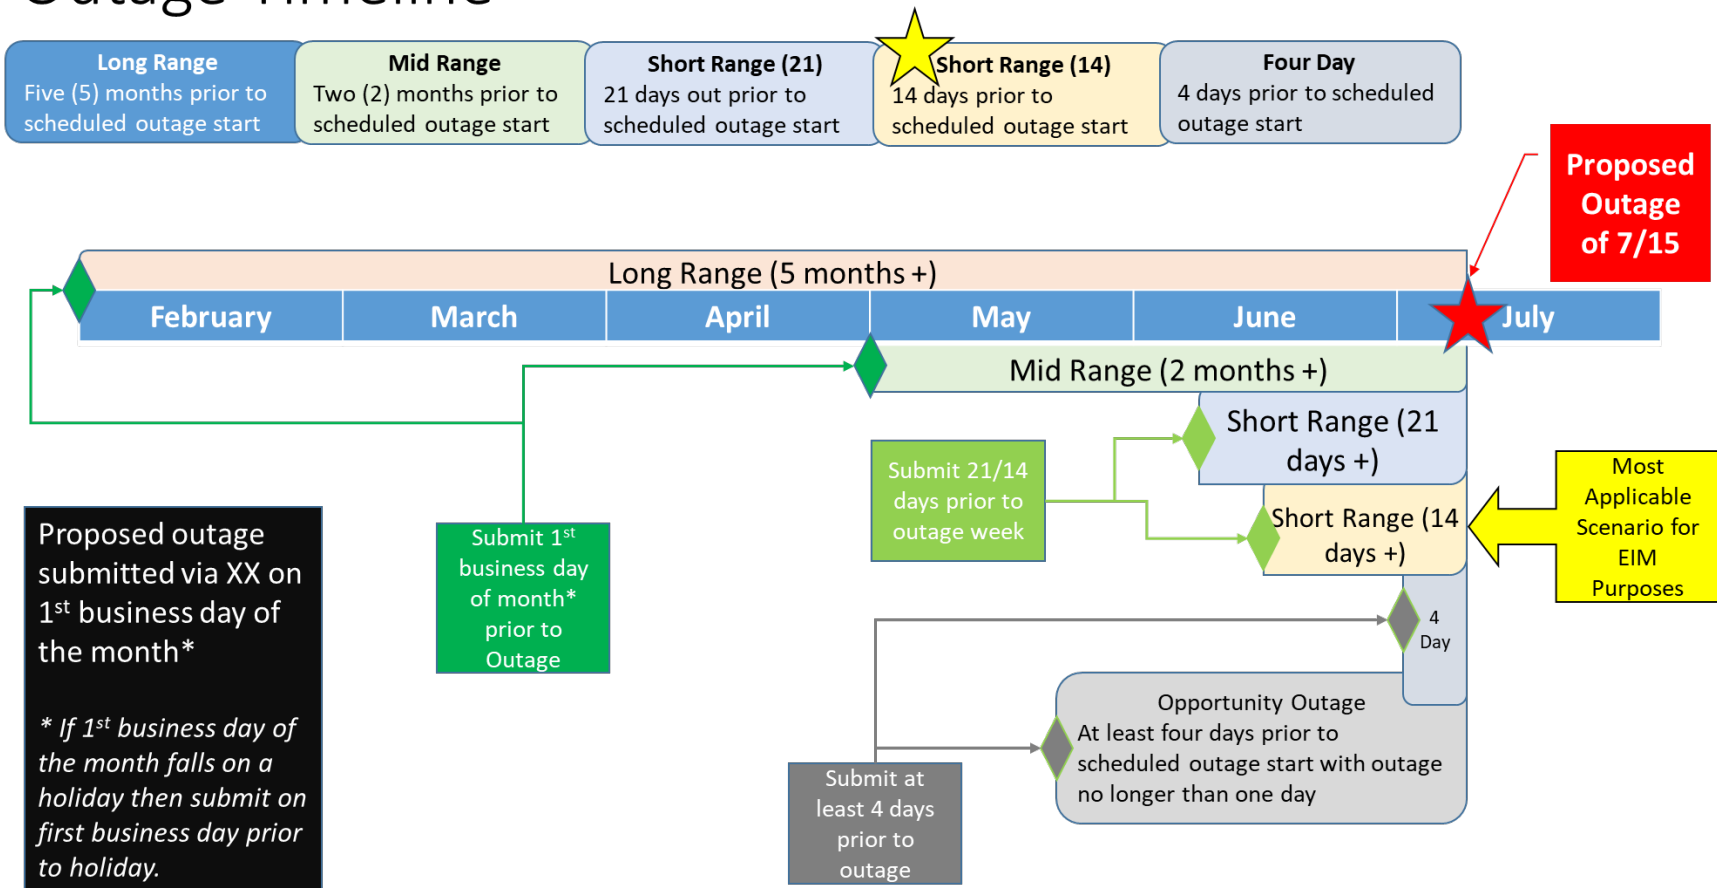 Outage Timeline
Long Range
Five (5) months prior to
scheduled outage start
Mid Range
Two (2) months prior to
scheduled outage start
Short Range (21)
21 days out prior to
scheduled outage start
Short Range (14)
14 days prior to
scheduled outage start
Four Day
4 days prior to scheduled
outage start
Proposed
Outage
of 7/15
Long Range (5 months +)
February
March
April
May
June
July
Mid Range (2 months +)
Short Range (21
days +)
Submit 21/14
days prior to
outage week
Short Range (14
days +)
Most
Applicable
Scenario for
EIM
Purposes
Proposed outage
submitted via XX on
1st business day of
the month*
* If 1st business day of
the month falls on a
holiday then submit on
first business day prior
to holiday.
Submit 1st
business day
of month*
prior to
Outage
4
Day
Opportunity Outage
At least four days prior to
scheduled outage start with outage
no longer than one day
Submit at
least 4 days
prior to
outage